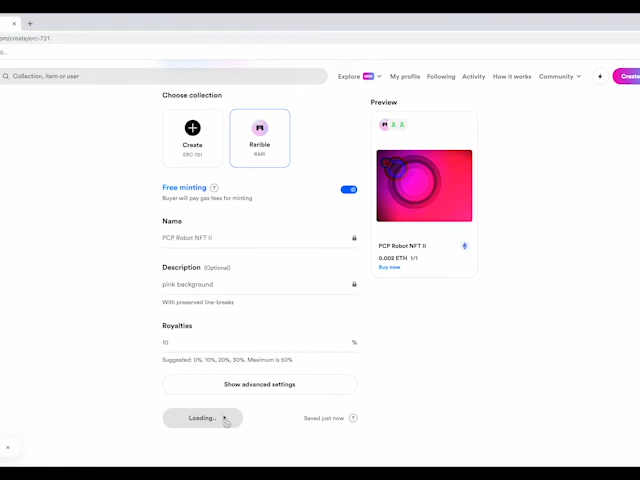 om/create/erc-721
Collection, item or user
Explore NEW My profile Following Activity How it works Community Create
Choose collection
Preview
Create
ERC-721
Rarible
RARI
A A
Free minting ?
Buyer will pay gas fees for minting
Name
PCP Robot NFT II
PCP Robot NFT II
0.002 ETH 1/1
Buy now
Description (Optional)
pink background
With preserved line-breaks
Royalties
10 %
Suggested: 0%, 10%, 20%, 30%. Maximum is 50%
Show advanced settings
Loading..
Saved just now ?